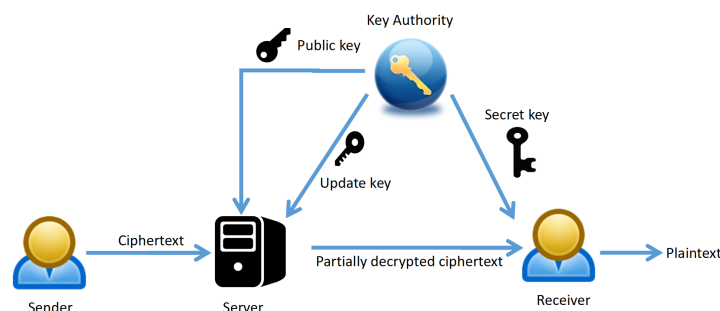 Key Authority
Public key
Secret key
Update key
Ciphertext
Partially decrypted ciphertext
Plaintext
Sender
Server
Receiver